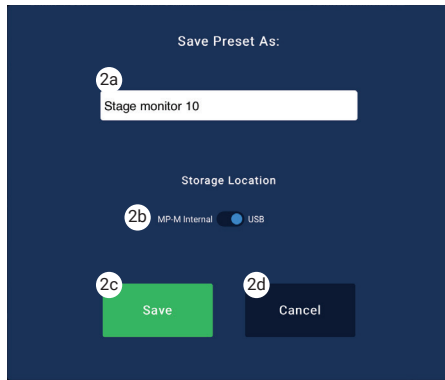 Save Preset As:
2a
Stage monitor 10
Storage Location
2b MP-M Internal USB
2c 2d
Save Cancel